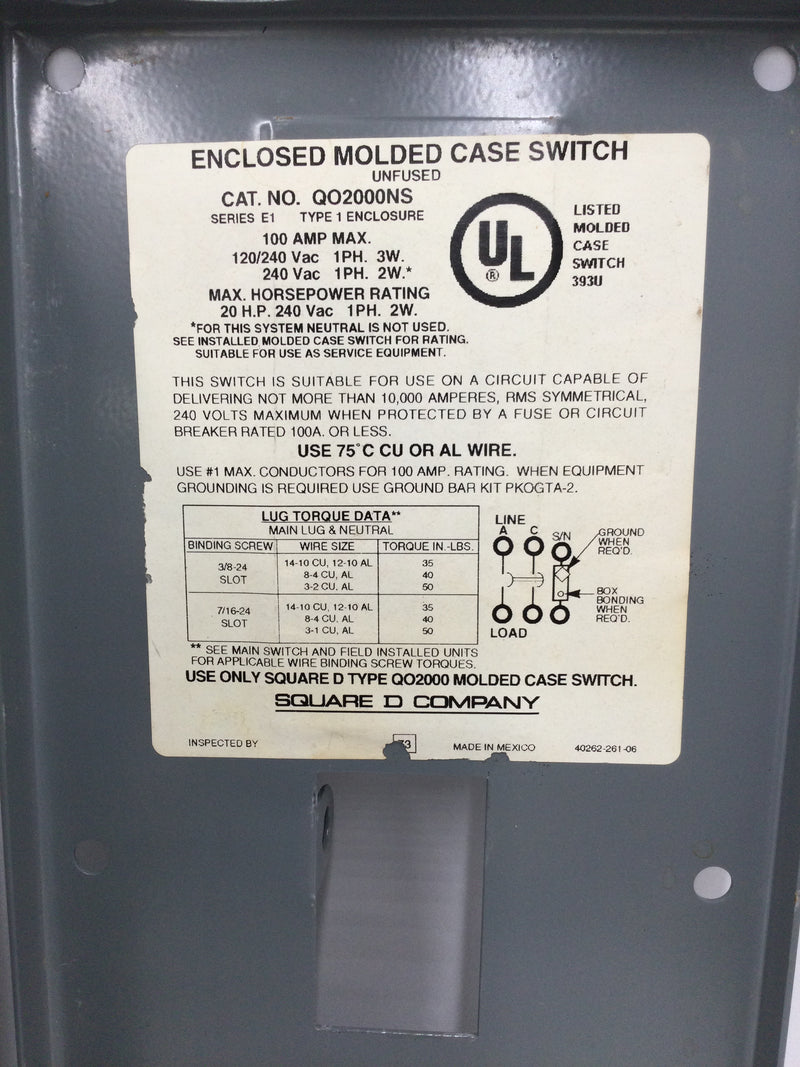 ENCLOSED MOLDED CASE SWITCH
UNFUSED
CAT. NO. QO2000NS
SERIES E1 TYPE 1 ENCLOSURE
100 AMP MAX.
120/240 Vac 1PH. 3W.
240 Vac 1PH. 2W.*
MAX. HORSEPOWER RATING
20 H.P. 240 Vac 1PH. 2W.
*FOR THIS SYSTEM NEUTRAL IS NOT USED.
SEE INSTALLED MOLDED CASE SWITCH FOR RATING.
SUITABLE FOR USE AS SERVICE EQUIPMENT.
UL
®
LISTED
MOLDED
CASE
SWITCH
393U
THIS SWITCH IS SUITABLE FOR USE ON A CIRCUIT CAPABLE OF
DELIVERING NOT MORE THAN 10,000 AMPERES, RMS SYMMETRICAL,
240 VOLTS MAXIMUM WHEN PROTECTED BY A FUSE OR CIRCUIT
BREAKER RATED 100A. OR LESS.
USE 75°C CU OR AL WIRE.
USE #1 MAX. CONDUCTORS FOR 100 AMP. RATING. WHEN EQUIPMENT
GROUNDING IS REQUIRED USE GROUND BAR KIT PKOGTA-2.
LUG TORQUE DATA**
MAIN LUG & NEUTRAL
BINDING SCREW WIRE SIZE TORQUE IN.-LBS.
3/8-24
SLOT
14-10 CU, 12-10 AL 35
8-4 CU, AL 40
3-2 CU, AL 50
7/16-24
SLOT
14-10 CU, 12-10 AL 35
8-4 CU, AL 40
3-1 CU, AL 50
LINE
A C S/N
GROUND
WHEN
REQ'D.
BOX
BONDING
WHEN
REQ'D.
LOAD
** SEE MAIN SWITCH AND FIELD INSTALLED UNITS
FOR APPLICABLE WIRE BINDING SCREW TORQUES.
USE ONLY SQUARE D TYPE QO2000 MOLDED CASE SWITCH.
SQUARE D COMPANY
INSPECTED BY 73 MADE IN MEXICO 40262-261-06